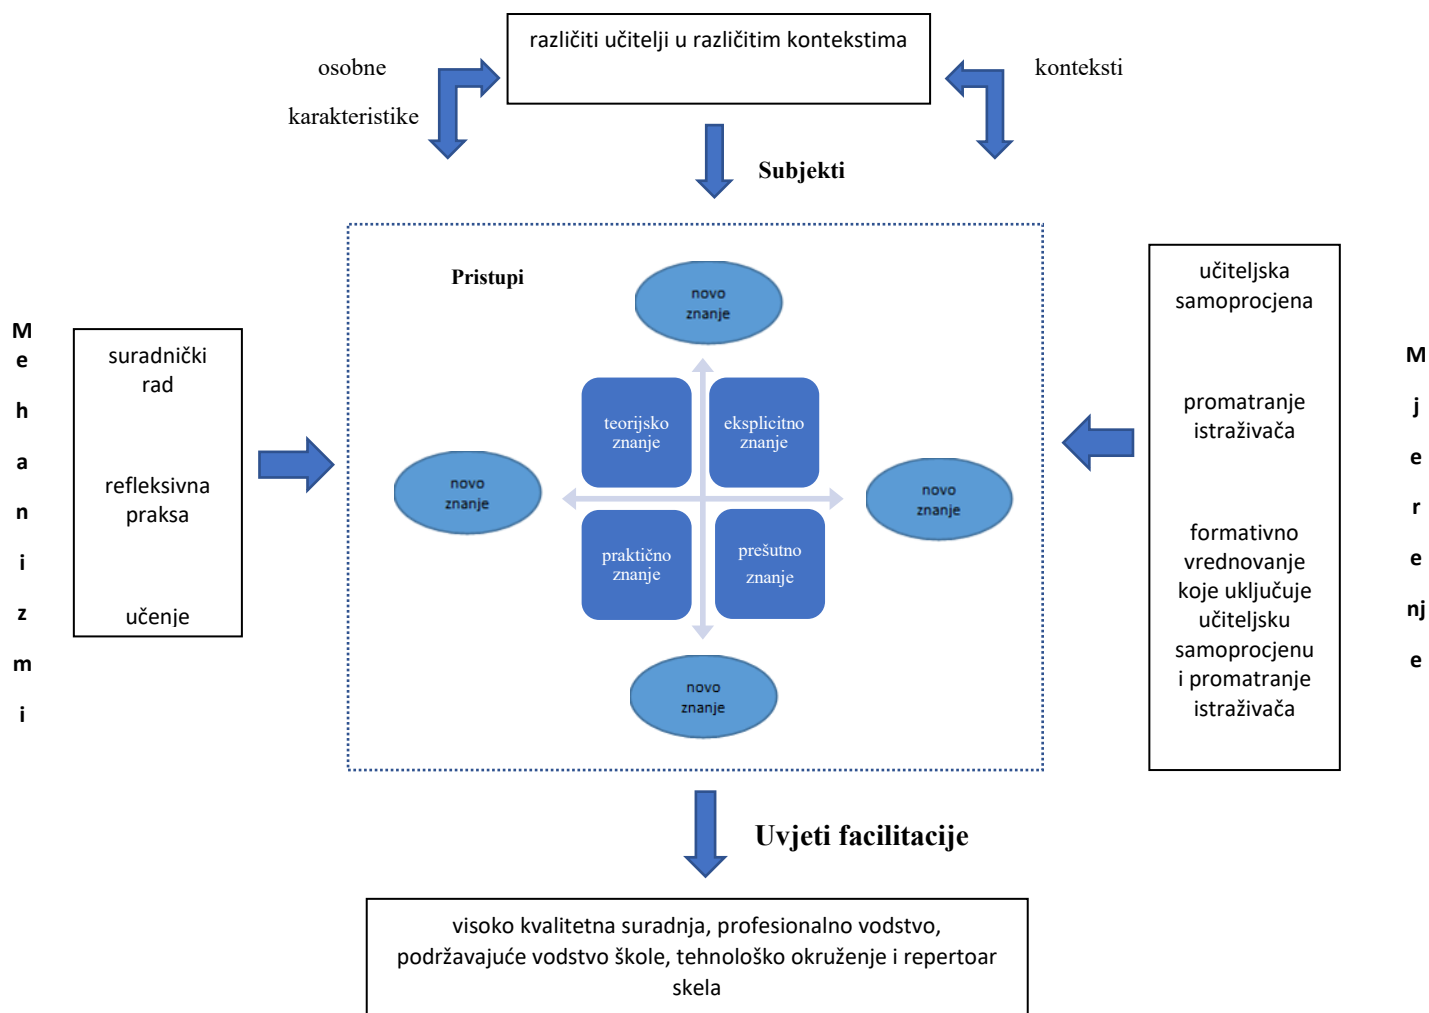 različiti učitelji u različitim kontekstima
osobne
karakteristike
konteksti
Subjekti
Pristupi
novo
znanje
M
e
h
a
n
i
z
m
i
suradnički
rad
refleksivna
praksa
učenje
teorijsko
znanje
eksplicitno
znanje
novo
znanje
novo
znanje
praktično
znanje
prešutno
znanje
novo
znanje
učiteljska
samoprocjena
promatranje
istraživača
formativno
vrednovanje
koje uključuje
učiteljsku
samoprocjenu
i promatranje
istraživača
M
j
e
r
e
nj
e
Uvjeti facilitacije
visoko kvalitetna suradnja, profesionalno vodstvo,
podržavajuće vodstvo škole, tehnološko okruženje i repertoar
skela